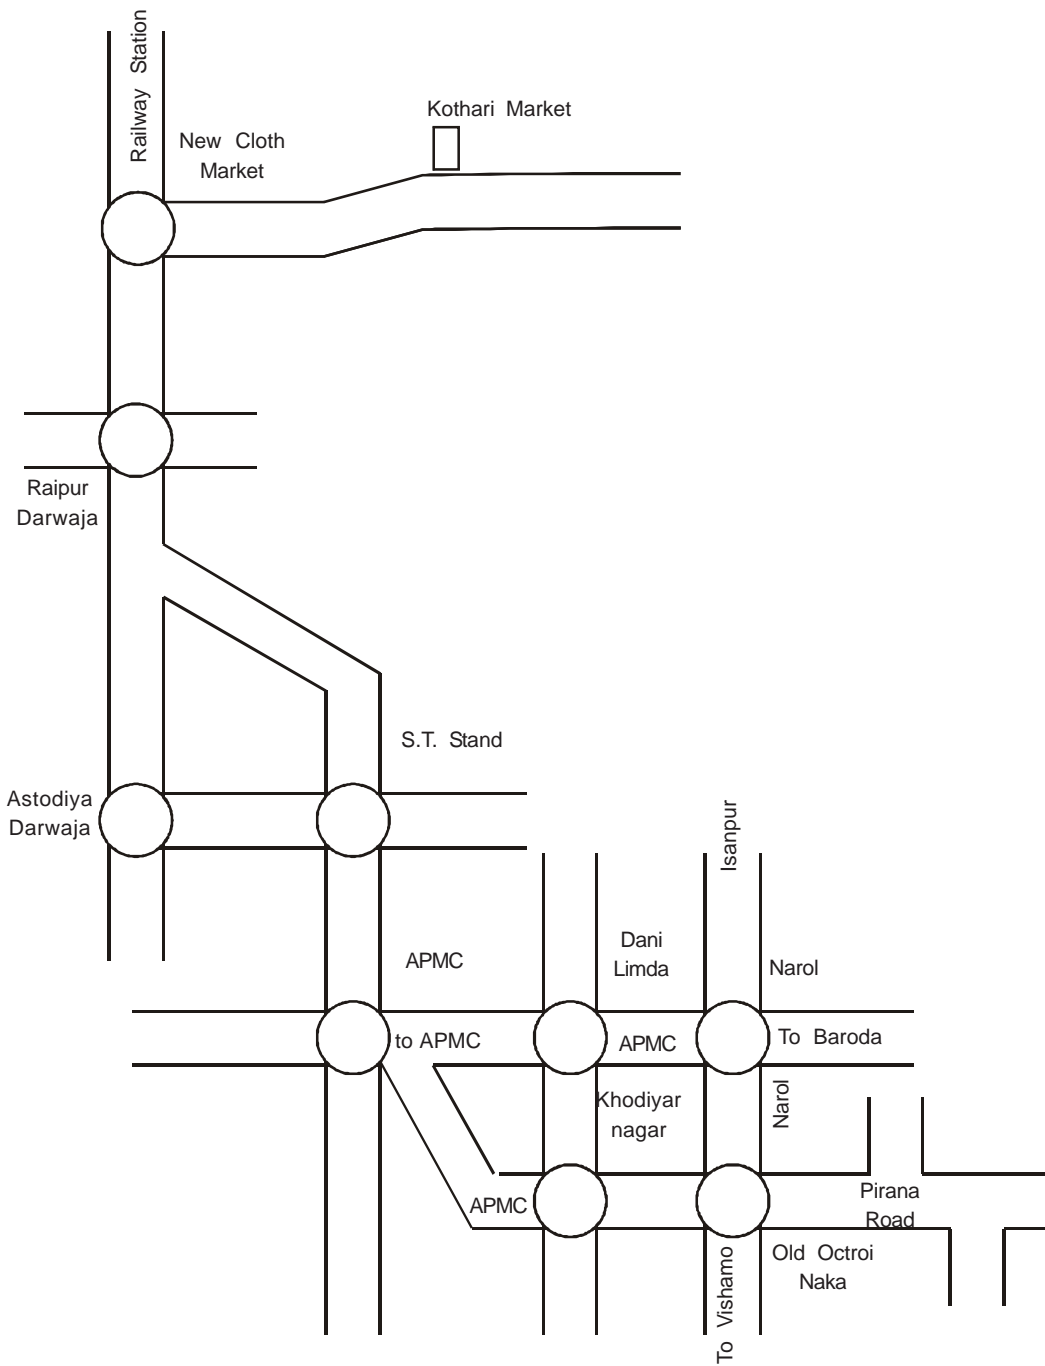 Railway Station
Kothari Market
New Cloth
Market
Raipur
Darwaja
S.T. Stand
Astodiya
Darwaja
Isanpur
APMC
Dani
Limda
Narol
to APMC
APMC
To Baroda
Khodiyar
nagar
Narol
APMC
Pirana
Road
Old Octroi
Naka
To Vishamo